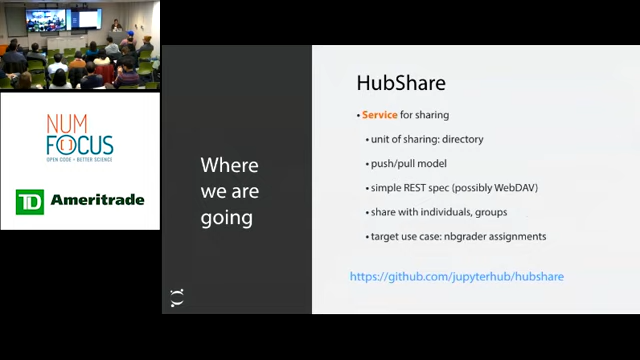 NUM
FOCUS
OPEN CODE = BETTER SCIENCE
TD Ameritrade
Where
we are
going
HubShare
• Service for sharing
• unit of sharing: directory
• push/pull model
• simple REST spec (possibly WebDAV)
• share with individuals, groups
• target use case: nbgrader assignments
https://github.com/jupyterhub/hubshare